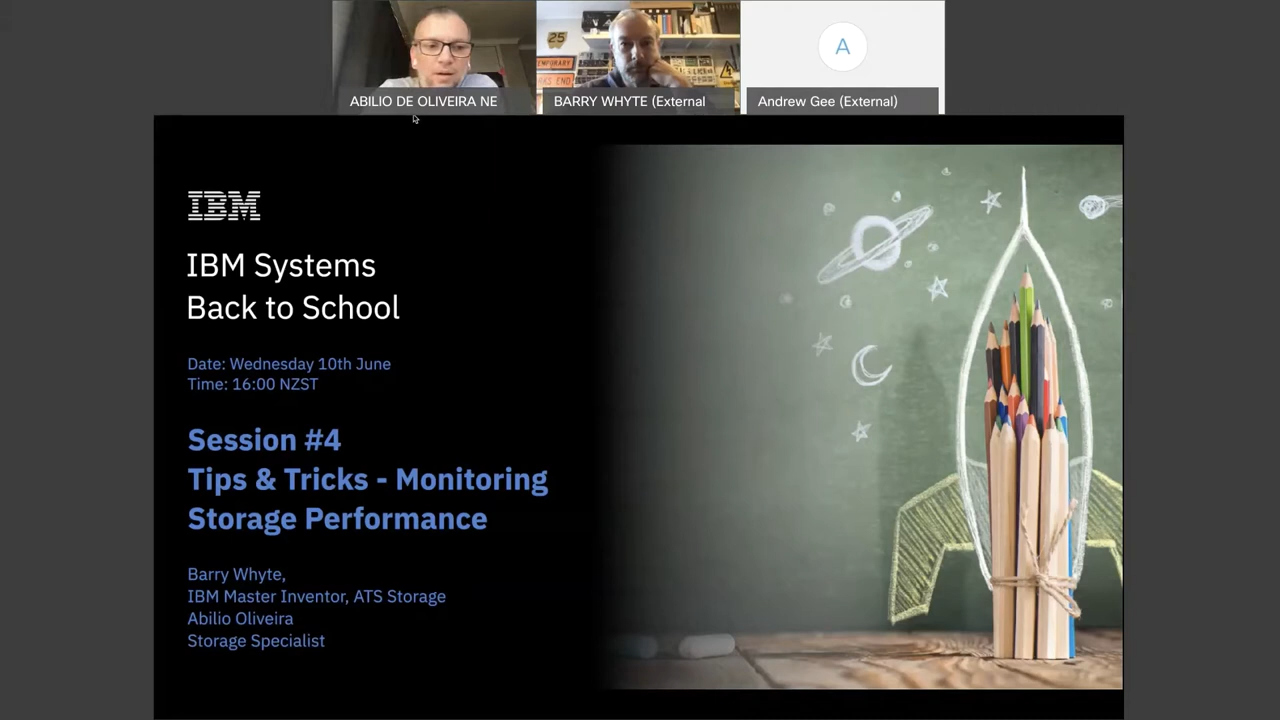 ABILIO DE OLIVEIRA NE
25
BARRY WHYTE (External
A
Andrew Gee (External)
IBM
IBM Systems
Back to School
Date: Wednesday 10th June
Time: 16:00 NZST
Session #4
Tips & Tricks - Monitoring
Storage Performance
Barry Whyte,
IBM Master Inventor, ATS Storage
Abilio Oliveira
Storage Specialist